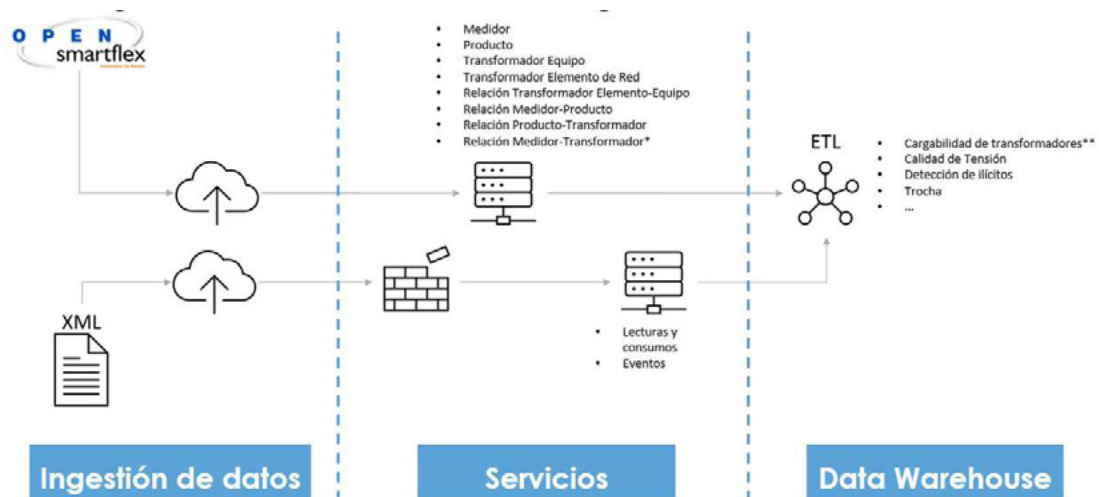 OPEN
smartflex
• Medidor
• Producto
• Transformador Equipo
• Transformador Elemento de Red
• Relación Transformador Elemento-Equipo
• Relación Medidor-Producto
• Relación Producto-Transformador
• Relación Medidor-Transformador*
ETL
• Cargabilidad de transformadores**
• Calidad de Tensión
• Detección de ilícitos
• Trocha
• ...
XML
• Lecturas y
consumos
• Eventos
Ingestión de datos
Servicios
Data Warehouse